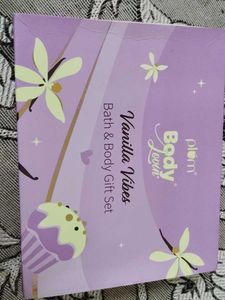 plum®
Body
Lovin'®
Vanilla Vibes
Bath & Body Gift Set